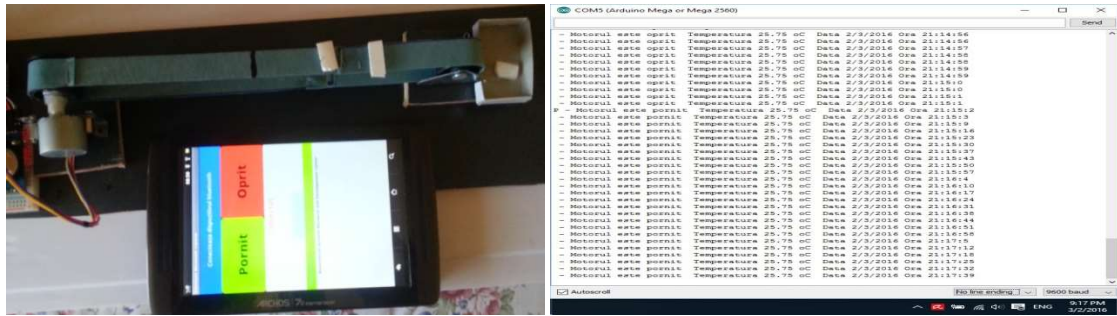 Conecteaza dispozitivul bluetooth
Pornit
Oprit
ARCHOS 7
COM5 (Arduino Mega or Mega 2560)
Send
- Motorul este oprit Temperatura 25.75 oC Data 2/3/2016 Ora 21:14:56
- Motorul este oprit Temperatura 25.75 oC Data 2/3/2016 Ora 21:14:56
- Motorul este oprit Temperatura 25.75 oC Data 2/3/2016 Ora 21:14:57
- Motorul este oprit Temperatura 25.75 oC Data 2/3/2016 Ora 21:14:58
- Motorul este oprit Temperatura 25.75 oC Data 2/3/2016 Ora 21:14:58
- Motorul este oprit Temperatura 25.75 oC Data 2/3/2016 Ora 21:14:59
- Motorul este oprit Temperatura 25.75 oC Data 2/3/2016 Ora 21:14:59
- Motorul este oprit Temperatura 25.75 oC Data 2/3/2016 Ora 21:15:0
- Motorul este oprit Temperatura 25.75 oC Data 2/3/2016 Ora 21:15:0
- Motorul este oprit Temperatura 25.75 oC Data 2/3/2016 Ora 21:15:1
- Motorul este oprit Temperatura 25.75 oC Data 2/3/2016 Ora 21:15:1
P - Motorul este pornit Temperatura 25.75 oC Data 2/3/2016 Ora 21:15:2
- Motorul este pornit Temperatura 25.75 oC Data 2/3/2016 Ora 21:15:3
- Motorul este pornit Temperatura 25.75 oC Data 2/3/2016 Ora 21:15:9
- Motorul este pornit Temperatura 25.75 oC Data 2/3/2016 Ora 21:15:16
- Motorul este pornit Temperatura 25.75 oC Data 2/3/2016 Ora 21:15:23
- Motorul este pornit Temperatura 25.75 oC Data 2/3/2016 Ora 21:15:30
- Motorul este pornit Temperatura 25.75 oC Data 2/3/2016 Ora 21:15:37
- Motorul este pornit Temperatura 25.75 oC Data 2/3/2016 Ora 21:15:43
- Motorul este pornit Temperatura 25.75 oC Data 2/3/2016 Ora 21:15:50
- Motorul este pornit Temperatura 25.75 oC Data 2/3/2016 Ora 21:15:57
- Motorul este pornit Temperatura 25.75 oC Data 2/3/2016 Ora 21:16:4
- Motorul este pornit Temperatura 25.75 oC Data 2/3/2016 Ora 21:16:10
- Motorul este pornit Temperatura 25.75 oC Data 2/3/2016 Ora 21:16:17
- Motorul este pornit Temperatura 25.75 oC Data 2/3/2016 Ora 21:16:24
- Motorul este pornit Temperatura 25.75 oC Data 2/3/2016 Ora 21:16:31
- Motorul este pornit Temperatura 25.75 oC Data 2/3/2016 Ora 21:16:38
- Motorul este pornit Temperatura 25.75 oC Data 2/3/2016 Ora 21:16:44
- Motorul este pornit Temperatura 25.75 oC Data 2/3/2016 Ora 21:16:51
- Motorul este pornit Temperatura 25.75 oC Data 2/3/2016 Ora 21:16:58
- Motorul este pornit Temperatura 25.75 oC Data 2/3/2016 Ora 21:17:5
- Motorul este pornit Temperatura 25.75 oC Data 2/3/2016 Ora 21:17:12
- Motorul este pornit Temperatura 25.75 oC Data 2/3/2016 Ora 21:17:18
- Motorul este pornit Temperatura 25.75 oC Data 2/3/2016 Ora 21:17:25
- Motorul este pornit Temperatura 25.75 oC Data 2/3/2016 Ora 21:17:32
- Motorul este pornit Temperatura 25.75 oC Data 2/3/2016 Ora 21:17:39
Autoscroll
No line ending
9600 baud
ENG
9:17 PM
3/2/2016